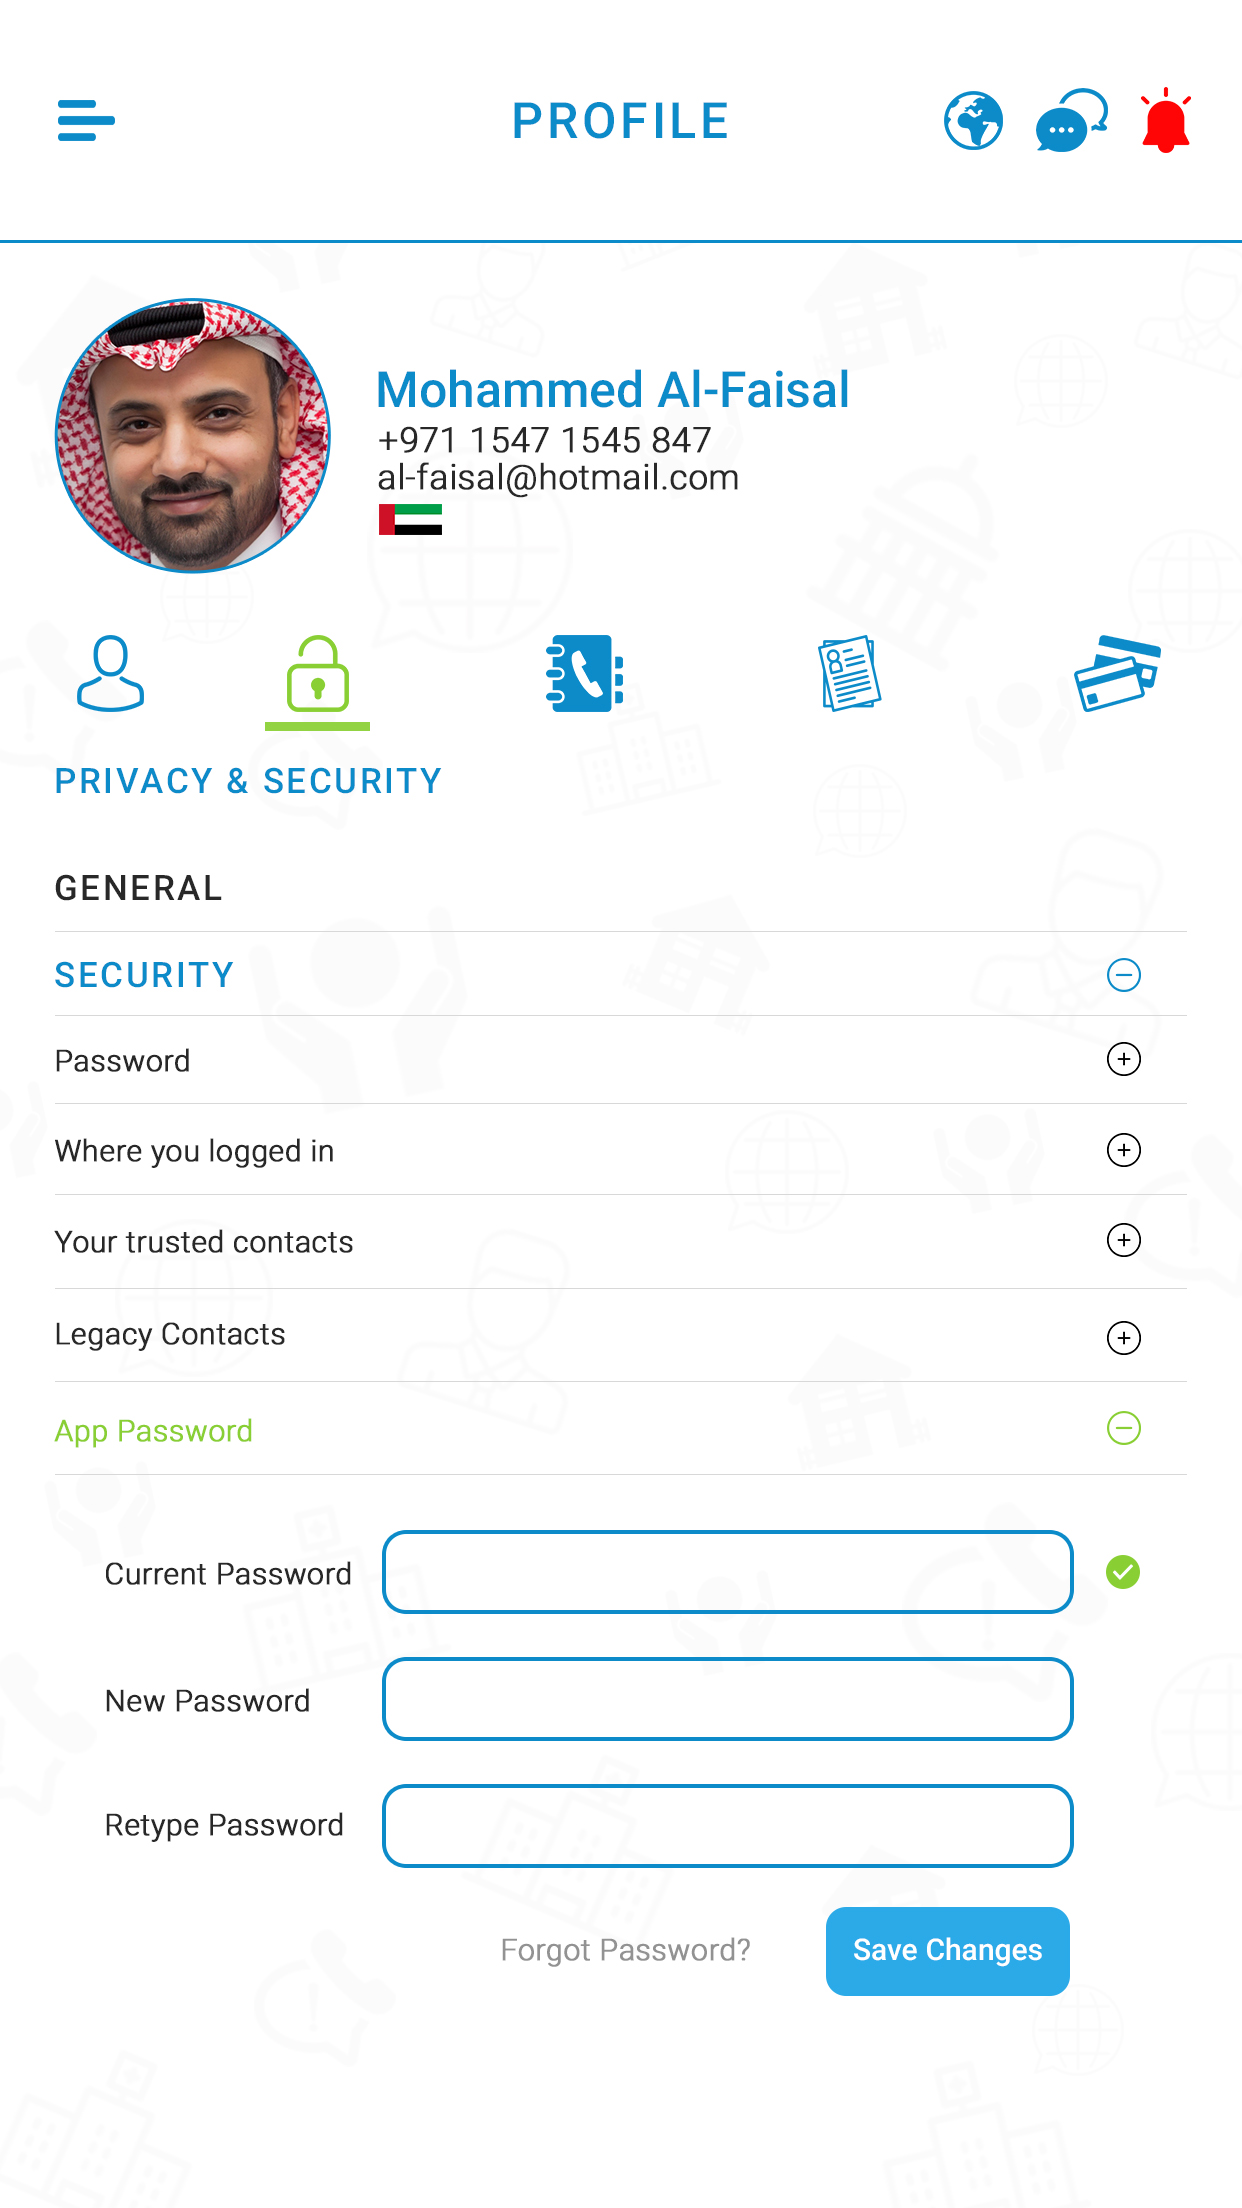 PROFILE
Mohammed Al-Faisal
+971 1547 1545 847
al-faisal@hotmail.com
PRIVACY & SECURITY
GENERAL
SECURITY
Password
Where you logged in
Your trusted contacts
Legacy Contacts
App Password
Current Password
New Password
Retype Password
Forgot Password?
Save Changes